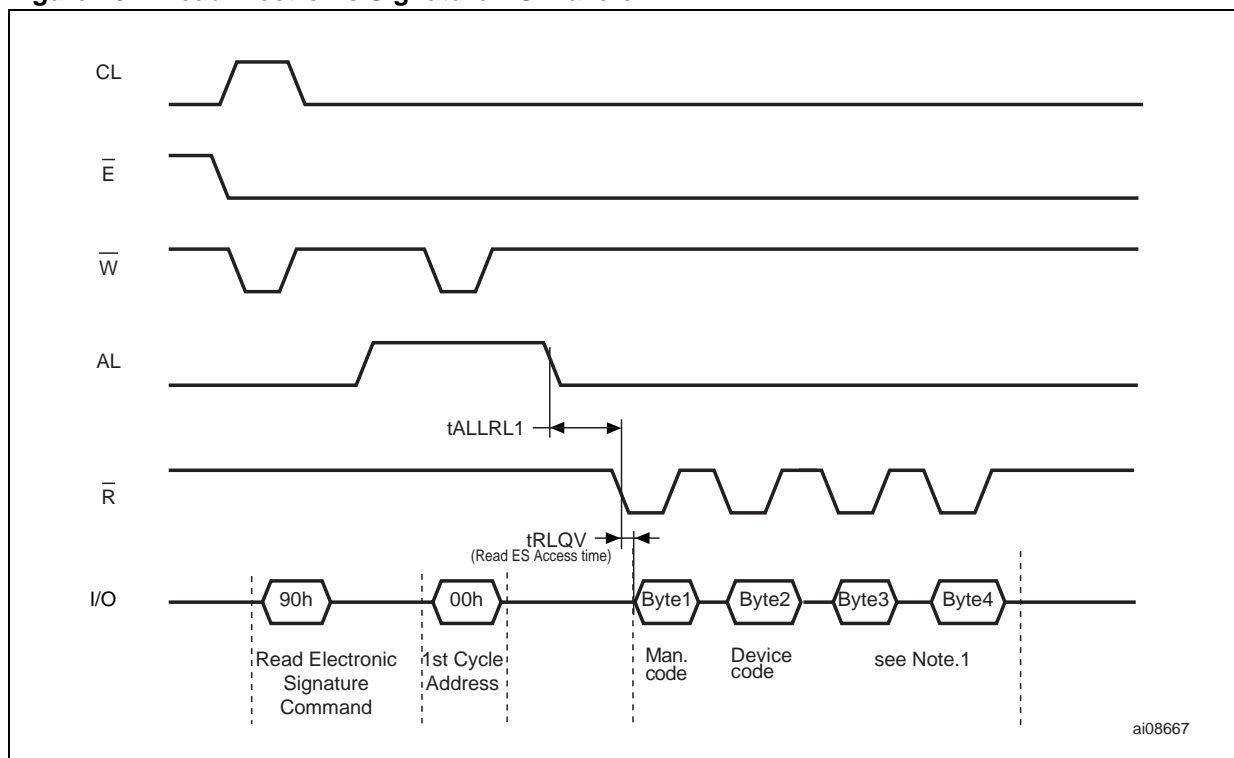 CL
E
W
AL
tALLRL1
R
tRLQV
(Read ES Access time)
I/O
90h
00h
Byte1
Byte2
Byte3
Byte4
Read Electronic
Signature
Command
1st Cycle
Address
Man.
code
Device
code
see Note.1
ai08667